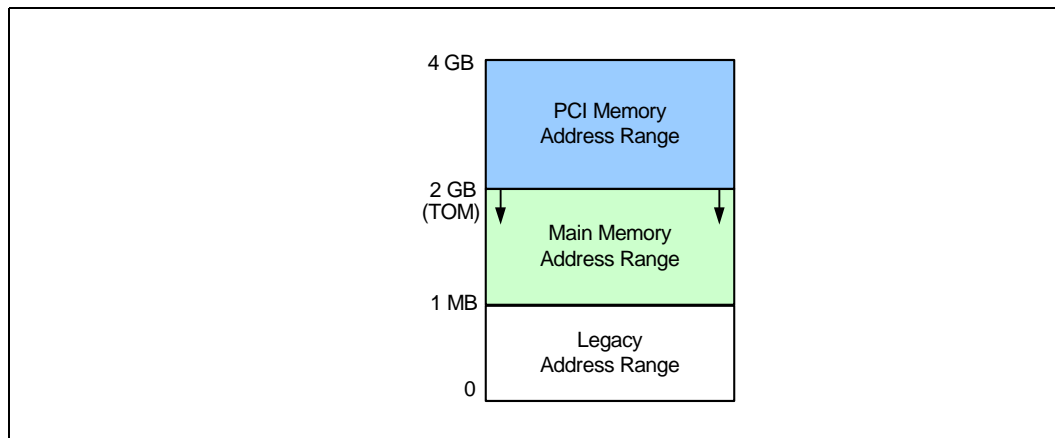 4 GB
PCI Memory
Address Range
2 GB
(TOM)
Main Memory
Address Range
1 MB
Legacy
Address Range
0